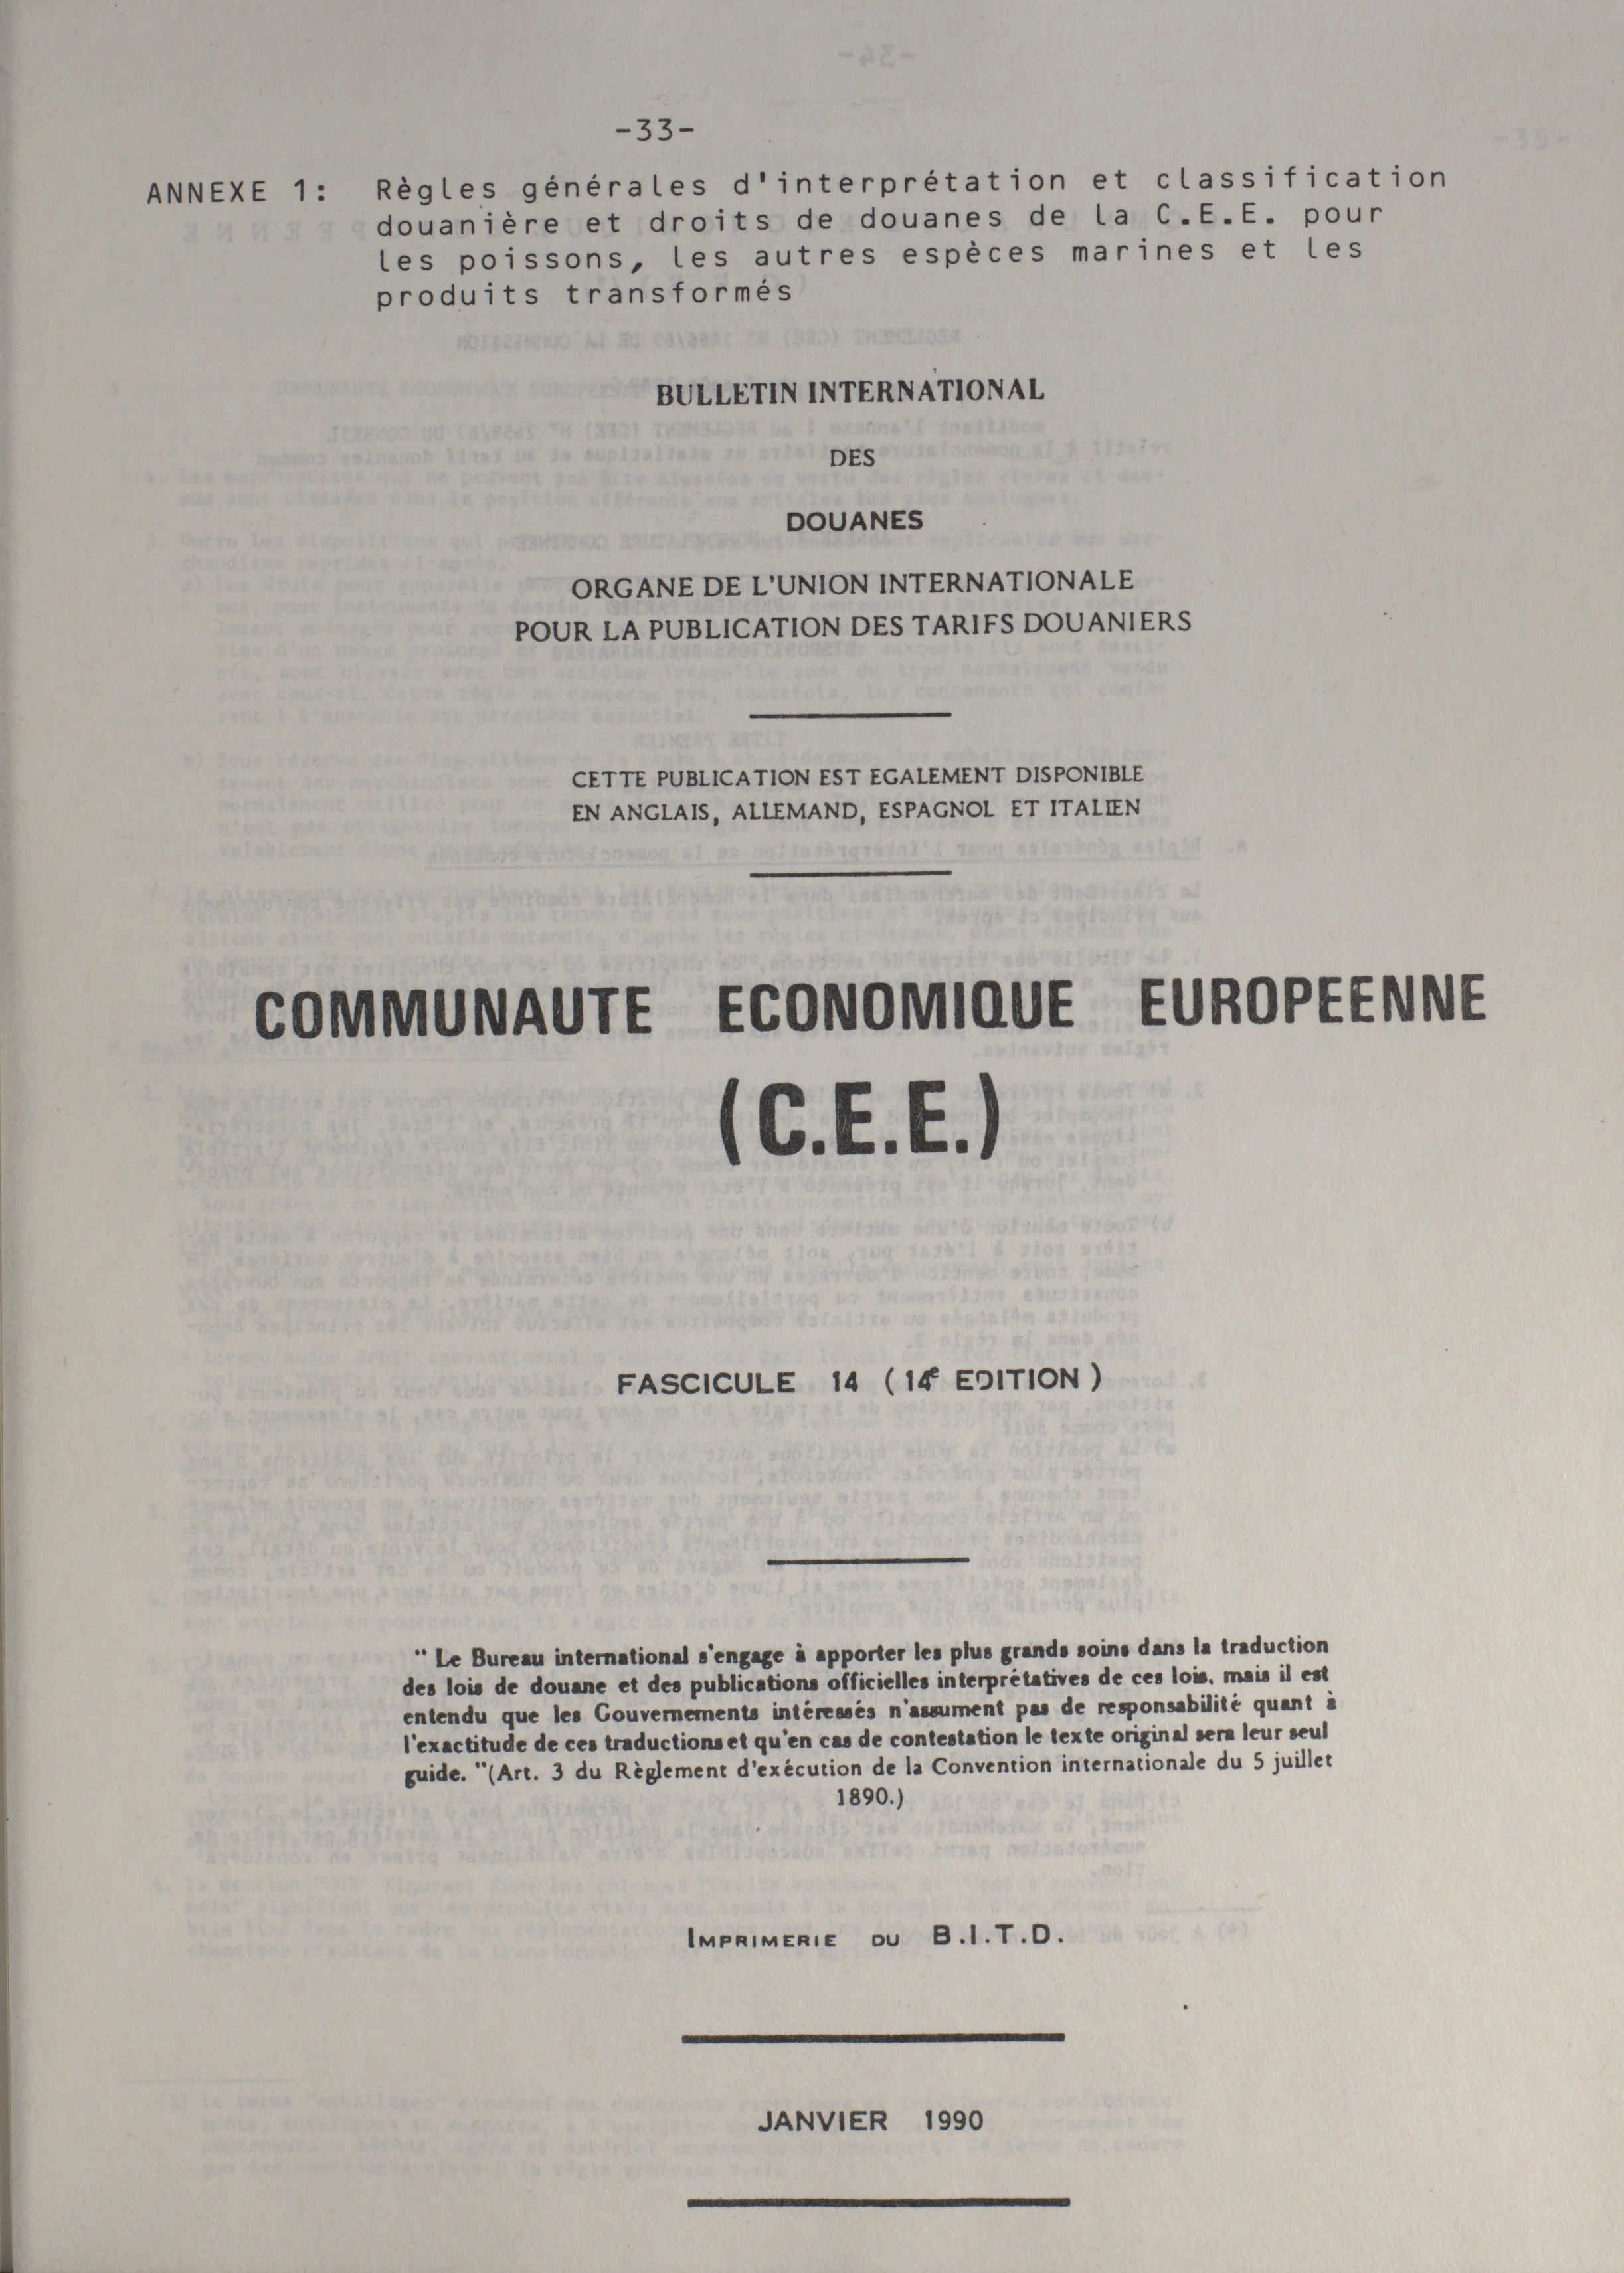 -33-
ANNEXE 1: Règles générales d'interprétation et classification
douanière et droits de douanes de la C.E.E. pour
les poissons, les autres espèces marines et les
produits transformés
BULLETIN INTERNATIONAL
DES
DOUANES
ORGANE DE L'UNION INTERNATIONALE
POUR LA PUBLICATION DES TARIFS DOUANIERS
CETTE PUBLICATION EST EGALEMENT DISPONIBLE
EN ANGLAIS, ALLEMAND, ESPAGNOL ET ITALIEN
COMMUNAUTE ECONOMIQUE EUROPEENNE
(C.E.E.)
FASCICULE 14 (14e EDITION)
" Le Bureau international s'engage à apporter les plus grands soins dans la traduction
des lois de douane et des publications officielles interprétatives de ces lois, mais il est
entendu que les Gouvernements intéressés n'assument pas de responsabilité quant à
l'exactitude de ces traductions et qu'en cas de contestation le texte original sera leur seul
guide. "(Art. 3 du Règlement d'exécution de la Convention internationale du 5 juillet
1890.)
IMPRIMERIE DU B.I.T.D.
JANVIER 1990